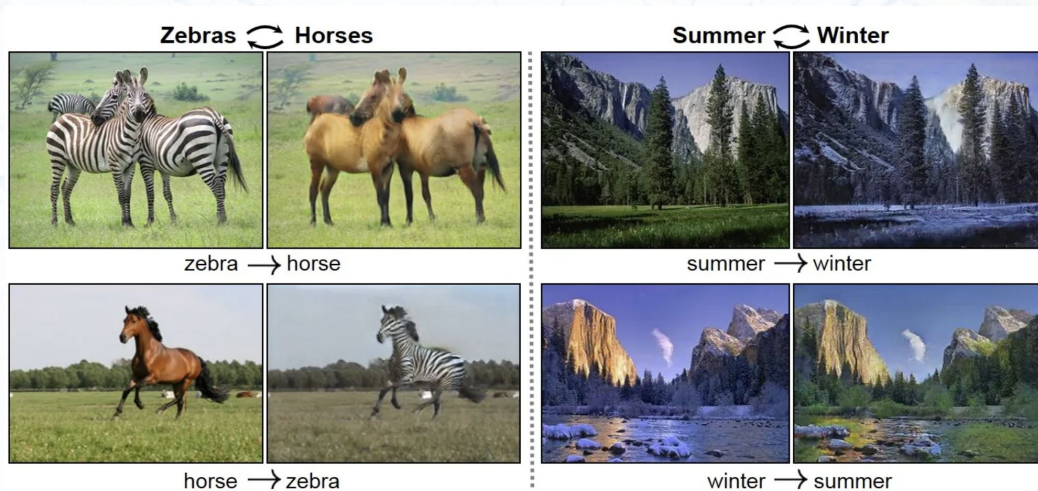 Zebras Horses
zebra → horse
horse → zebra
Summer Winter
summer → winter
winter → summer